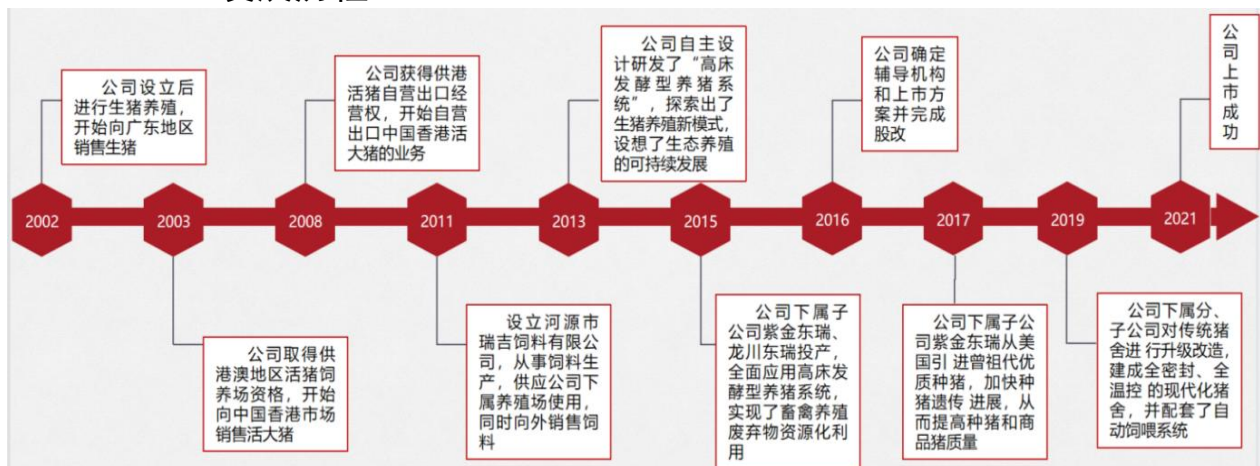 公司设立后
进行生猪养殖，
开始向广东地区
销售生猪
公司获得供港
活猪自营出口经
营权，开始自营
出口中国香港活
大猪的业务
公司自主设
计研发了“高床
发酵型养猪系
统”，探索出了
生猪养殖新模式，
设想了生态养殖
的可持续发展
公司确定
辅导机构
和上市方
案并完成
股改
公
司
上
市
成
功
2002
2003
2008
2011
2013
2015
2016
2017
2019
2021
公司取得供
港澳地区活猪饲
养场资格，开始
向中国香港市场
销售活大猪
设立河源市
瑞吉饲料有限公
司，从事饲料生
产，供应公司下
属养殖场使用，
同时向外销售饲
料
公司下属子
公司紫金东瑞、
龙川东瑞投产，
全面应用高床发
酵型养猪系统，
实现了畜禽养殖
废弃物资源化利
用
公司下属子公
司紫金东瑞从美
国引 进曾祖代优
质种猪，加快种
猪遗传 进展，从
而提高种猪和商
品猪质量
公司下属分、
子公司对传统猪
舍进 行升级改造，
建成全密封、全
温控 的现代化猪
舍，并配套了自
动饲喂系统